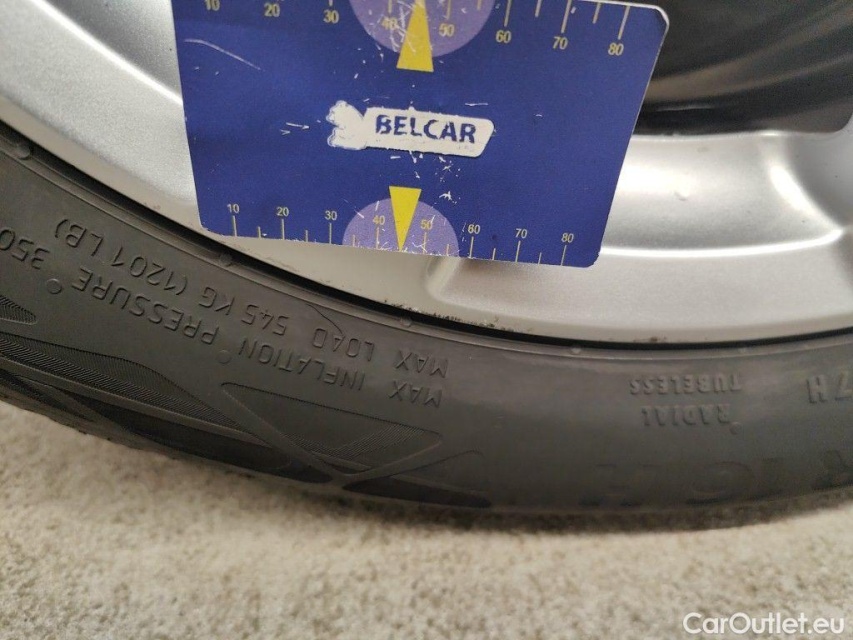 10 20 30 40 50 60 70 80
BELCAR
10 20 30 40 50 60 70 80
MAX LOAD 545 KG (1201 LB)
MAX INFLATION PRESSURE 350
RADIAL
TUBELESS
7H
CarOutlet.eu